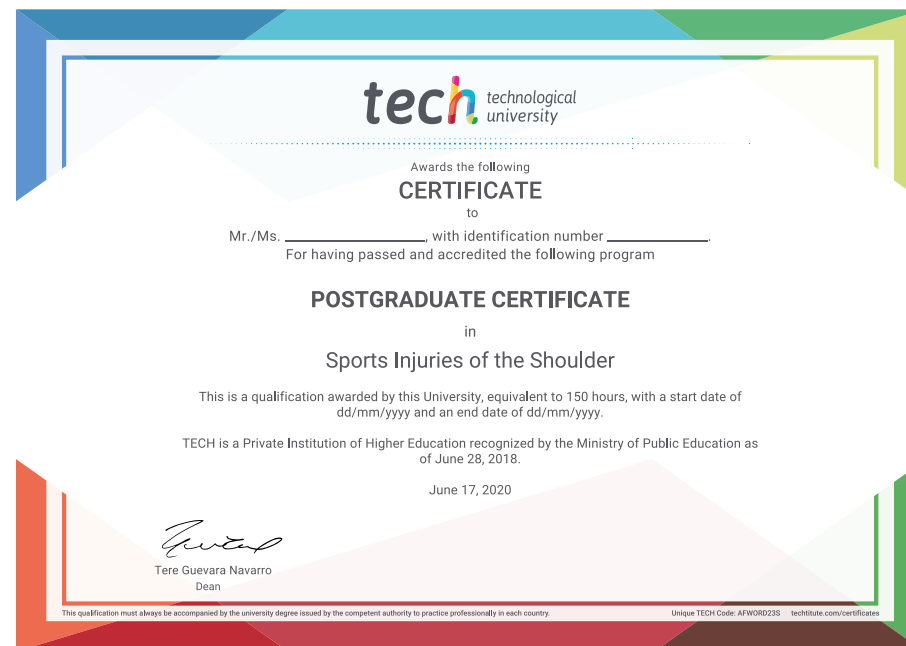 tech technological
university
Awards the following
CERTIFICATE
to
Mr./Ms. ____________________, with identification number ______________.
For having passed and accredited the following program
POSTGRADUATE CERTIFICATE
in
Sports Injuries of the Shoulder
This is a qualification awarded by this University, equivalent to 150 hours, with a start date of
dd/mm/yyyy and an end date of dd/mm/yyyy.
TECH is a Private Institution of Higher Education recognized by the Ministry of Public Education as
of June 28, 2018.
June 17, 2020
Tere Guevara Navarro
Dean
This qualification must always be accompanied by the university degree issued by the competent authority to practice professionally in each country. Unique TECH Code: AFWORD23S techtitute.com/certificates